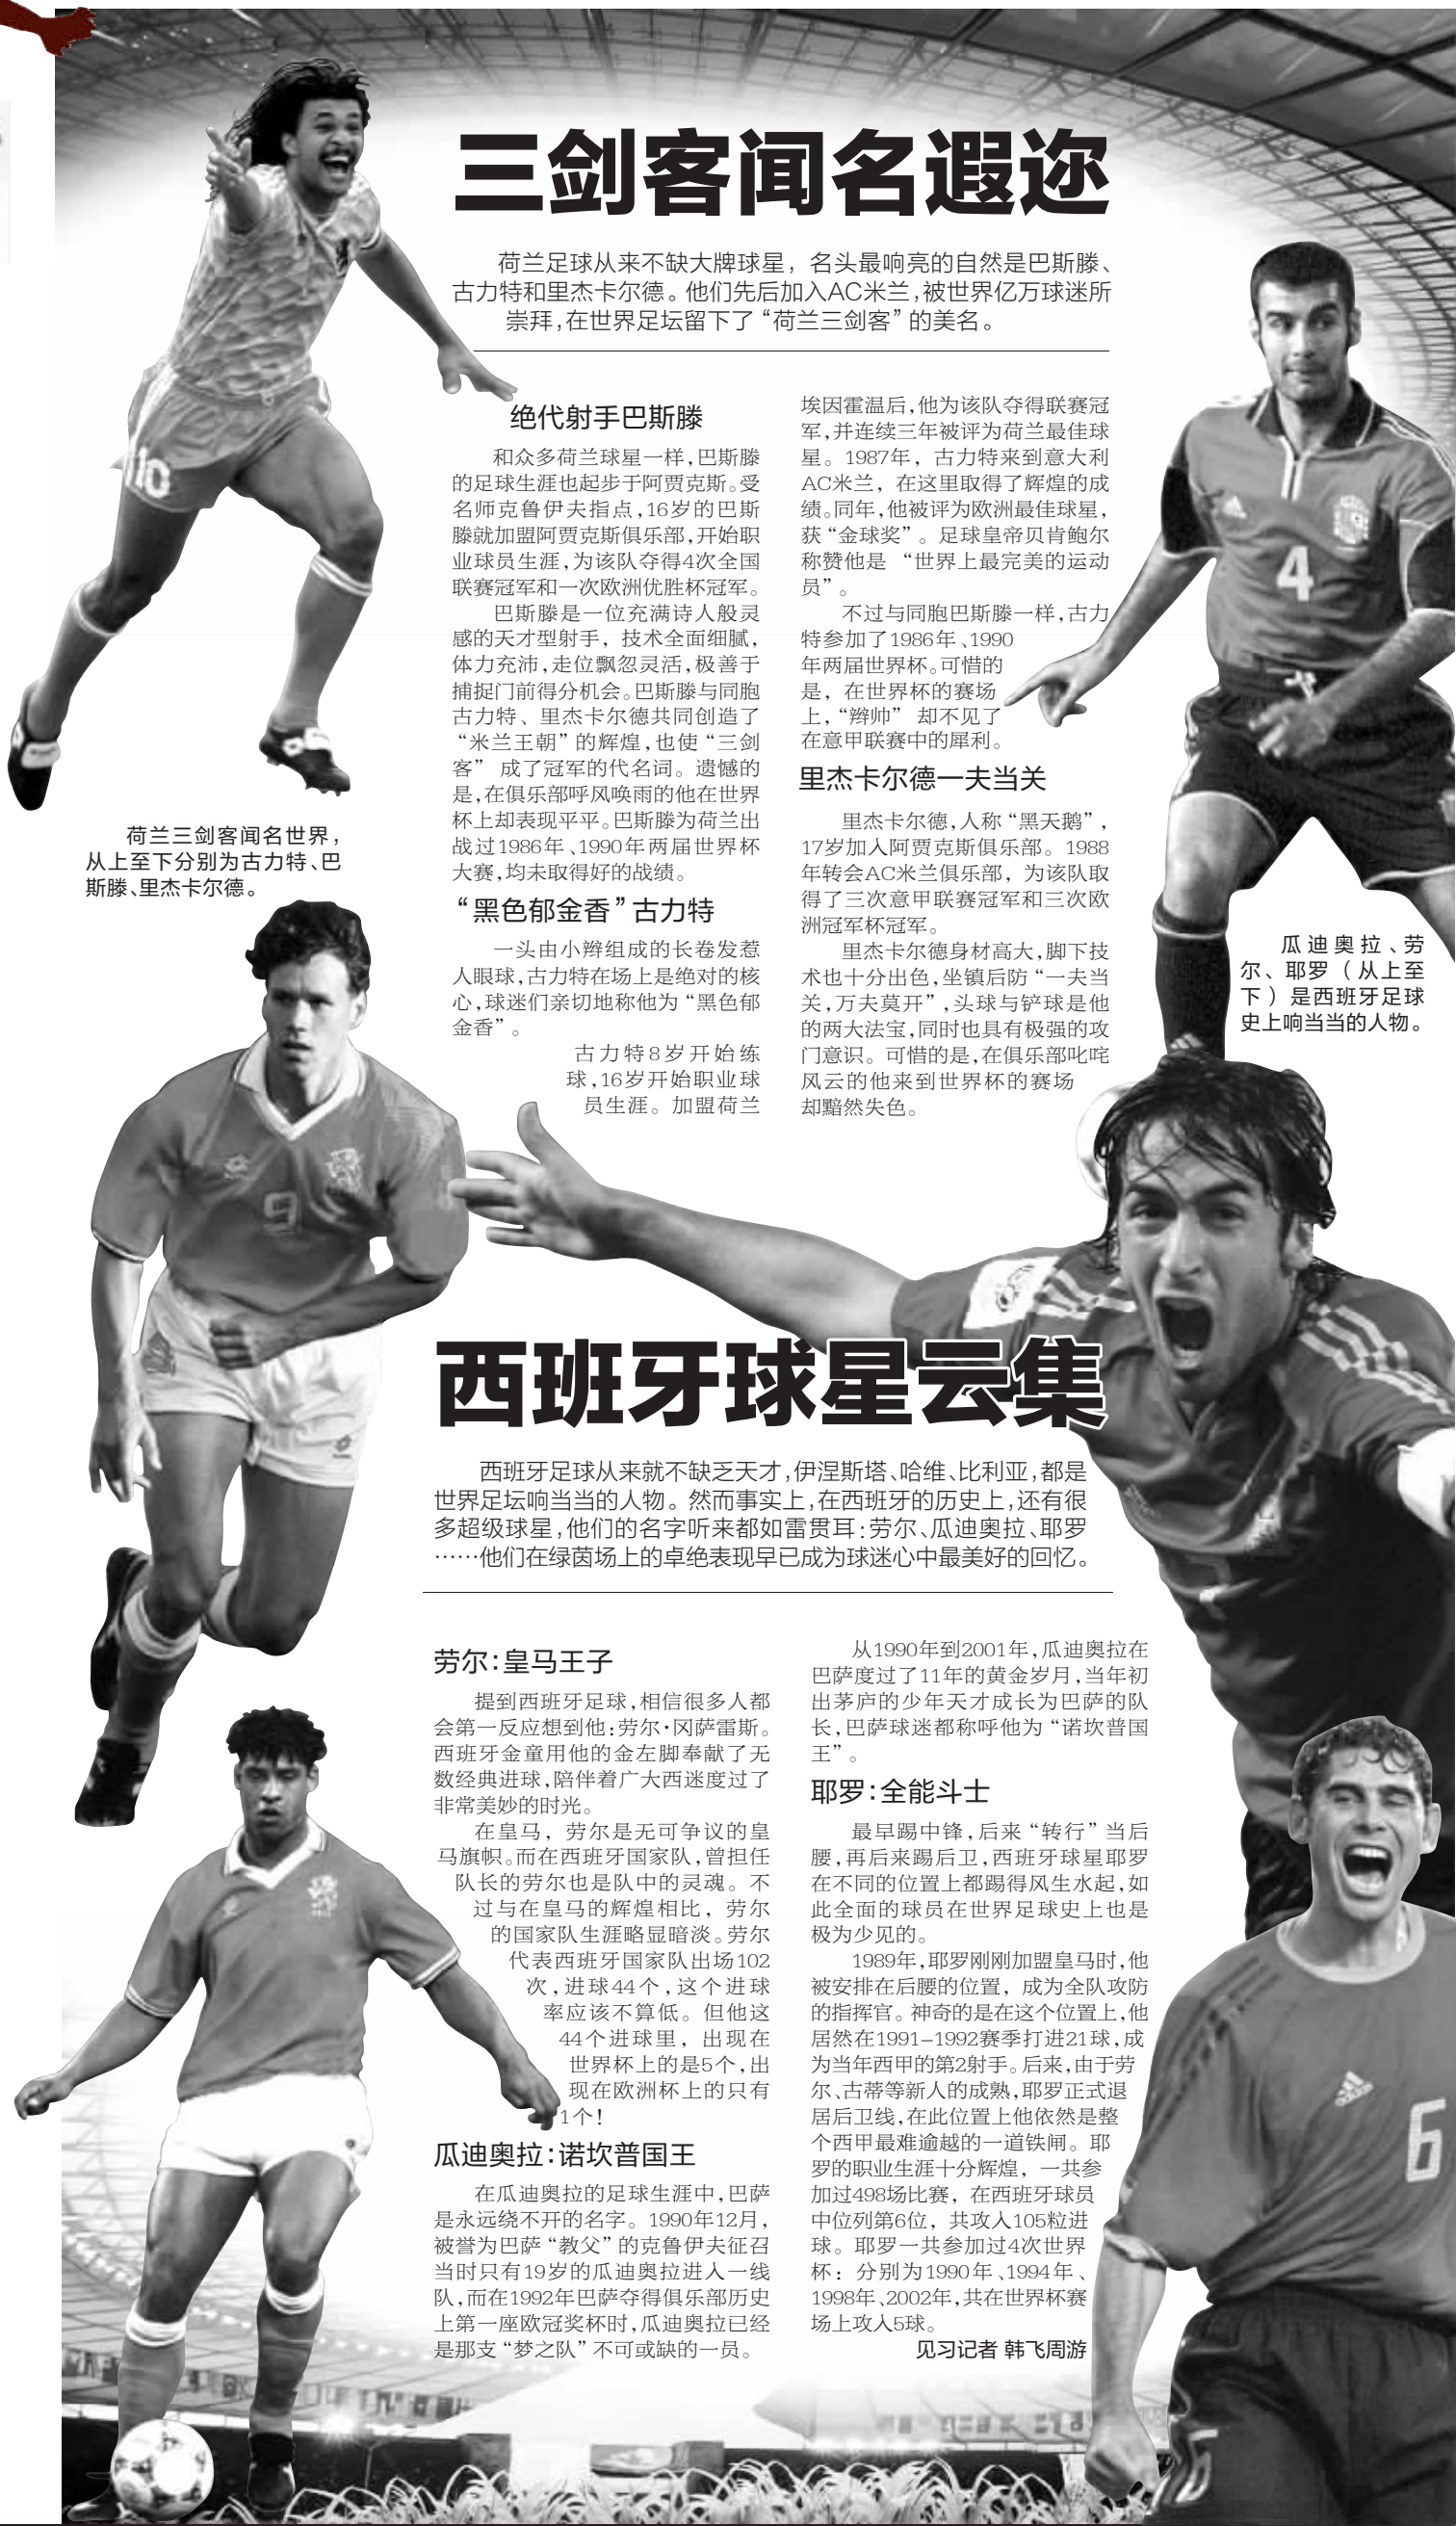 三剑客闻名遐迩
荷兰足球从来不缺大牌球星，名头最响亮的自然是巴斯滕、
古力特和里杰卡尔德。他们先后加入AC米兰，被世界亿万球迷所
崇拜，在世界足坛留下了“荷兰三剑客”的美名。
绝代射手巴斯滕
和众多荷兰球星一样，巴斯滕
的足球生涯也起步于阿贾克斯。受
名师克鲁伊夫指点，16岁的巴斯
滕就加盟阿贾克斯俱乐部，开始职
业球员生涯，为该队夺得4次全国
联赛冠军和一次欧洲优胜杯冠军。
巴斯滕是一位充满诗人般灵
感的天才型射手，技术全面细腻，
体力充沛，走位飘忽灵活，极善于
捕捉门前得分机会。巴斯滕与同胞
古力特、里杰卡尔德共同创造了
“米兰王朝”的辉煌，也使“三剑
客”成了冠军的代名词。遗憾的
是，在俱乐部呼风唤雨的他在世界
杯上却表现平平。巴斯滕为荷兰出
战过1986年、1990年两届世界杯
大赛，均未取得好的战绩。
“黑色郁金香”古力特
一头由小辫组成的长卷发惹
人眼球，古力特在场上是绝对的核
心，球迷们亲切地称他为“黑色郁
金香”。
古力特8岁开始练
球，16岁开始职业球
员生涯。加盟荷兰
埃因霍温后，他为该队夺得联赛冠
军，并连续三年被评为荷兰最佳球
星。1987年，古力特来到意大利
AC米兰，在这里取得了辉煌的成
绩。同年，他被评为欧洲最佳球星，
获“金球奖”。足球皇帝贝肯鲍尔
称赞他是“世界上最完美的运动
员”。
不过与同胞巴斯滕一样，古力
特参加了1986年、1990
年两届世界杯。可惜的
是，在世界杯的赛场
上，“辫帅”却不见了
在意甲联赛中的犀利。
里杰卡尔德一夫当关
里杰卡尔德，人称“黑天鹅”，
17岁加入阿贾克斯俱乐部。1988
年转会AC米兰俱乐部，为该队取
得了三次意甲联赛冠军和三次欧
洲冠军杯冠军。
里杰卡尔德身材高大，脚下技
术也十分出色，坐镇后防“一夫当
关，万夫莫开”，头球与铲球是他
的两大法宝，同时也具有极强的攻
门意识。可惜的是，在俱乐部叱咤
风云的他来到世界杯的赛场
却黯然失色。
10
荷兰三剑客闻名世界，
从上至下分别为古力特、巴
斯滕、里杰卡尔德。
4
瓜迪奥拉、劳
尔、耶罗（从上至
下）是西班牙足球
史上响当当的人物。
9
西班牙球星云集
西班牙足球从来就不缺乏天才，伊涅斯塔、哈维、比利亚，都是
世界足坛响当当的人物。然而事实上，在西班牙的历史上，还有很
多超级球星，他们的名字听来都如雷贯耳：劳尔、瓜迪奥拉、耶罗
……他们在绿茵场上的卓绝表现早已成为球迷心中最美好的回忆。
劳尔：皇马王子
提到西班牙足球，相信很多人都
会第一反应想到他：劳尔·冈萨雷斯。
西班牙金童用他的金左脚奉献了无
数经典进球，陪伴着广大西迷度过了
非常美妙的时光。
在皇马，劳尔是无可争议的皇
马旗帜。而在西班牙国家队，曾担任
队长的劳尔也是队中的灵魂。不
过与在皇马的辉煌相比，劳尔
的国家队生涯略显暗淡。劳尔
代表西班牙国家队出场102
次，进球44个，这个进球
率应该不算低。但他这
44个进球里，出现在
世界杯上的是5个，出
现在欧洲杯上的只有
1个！
瓜迪奥拉：诺坎普国王
在瓜迪奥拉的足球生涯中，巴萨
是永远绕不开的名字。1990年12月，
被誉为巴萨“教父”的克鲁伊夫征召
当时只有19岁的瓜迪奥拉进入一线
队，而在1992年巴萨夺得俱乐部历史
上第一座欧冠奖杯时，瓜迪奥拉已经
是那支“梦之队”不可或缺的一员。
从1990年到2001年，瓜迪奥拉在
巴萨度过了11年的黄金岁月，当年初
出茅庐的少年天才成长为巴萨的队
长，巴萨球迷都称呼他为“诺坎普国
王”。
耶罗：全能斗士
最早踢中锋，后来“转行”当后
腰，再后来踢后卫，西班牙球星耶罗
在不同的位置上都踢得风生水起，如
此全面的球员在世界足球史上也是
极为少见的。
1989年，耶罗刚刚加盟皇马时，他
被安排在后腰的位置，成为全队攻防
的指挥官。神奇的是在这个位置上，他
居然在1991–1992赛季打进21球，成
为当年西甲的第2射手。后来，由于劳
尔、古蒂等新人的成熟，耶罗正式退
居后卫线，在此位置上他依然是整
个西甲最难逾越的一道铁闸。耶
罗的职业生涯十分辉煌，一共参
加过498场比赛，在西班牙球员
中位列第6位，共攻入105粒进
球。耶罗一共参加过4次世界
杯：分别为1990年、1994年、
1998年、2002年，共在世界杯赛
场上攻入5球。
见习记者 韩飞周游
6